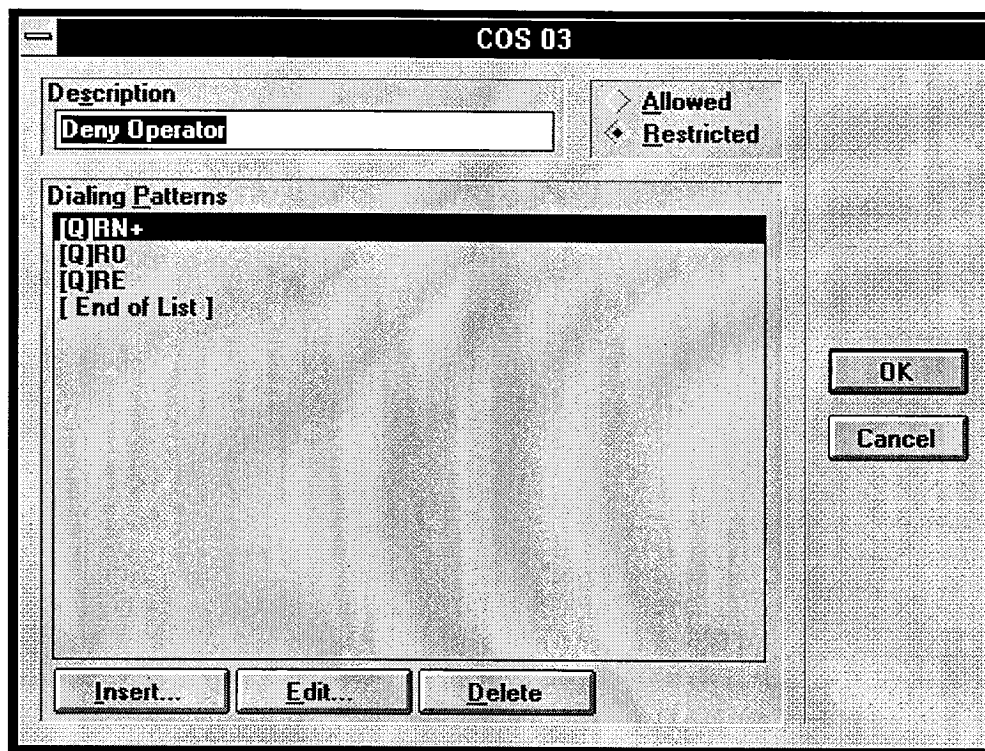 COS 03
Description
Deny Operator
Allowed
Restricted
Dialing Patterns
[Q]RN+
[Q]R0
[Q]RE
[ End of List ]
OK
Cancel
Insert...
Edit...
Delete